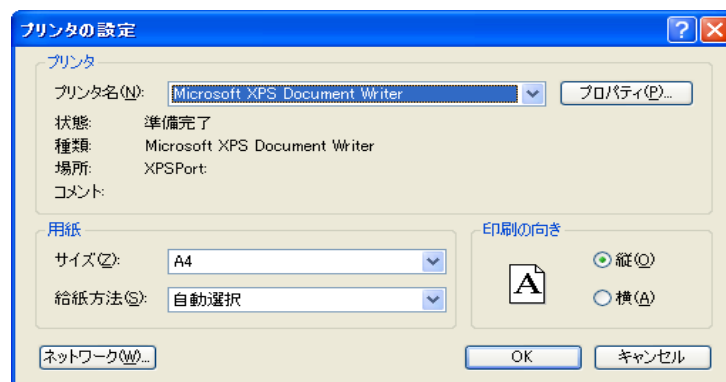 プリンタの設定
プリンタ
プリンタ名(N): Microsoft XPS Document Writer プロパティ(P)...
状態: 準備完了
種類: Microsoft XPS Document Writer
場所: XPSPort:
コメント:
用紙
サイズ(Z): A4
給紙方法(S): 自動選択
印刷の向き
A
縦(O)
横(A)
ネットワーク(W)... OK キャンセル